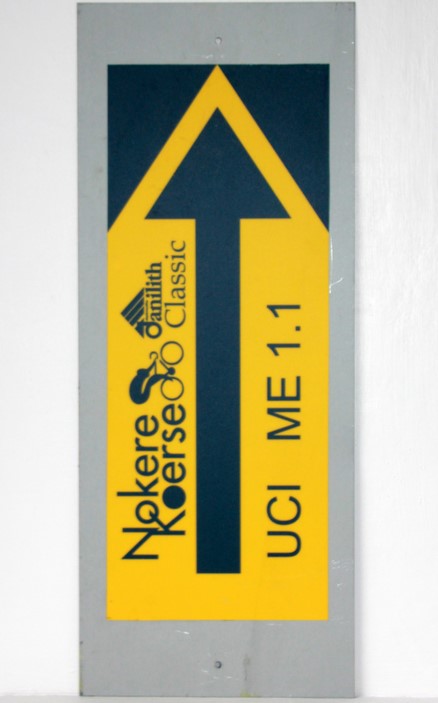 Nokere
Koerse
Danilith
Classic
UCI ME 1.1